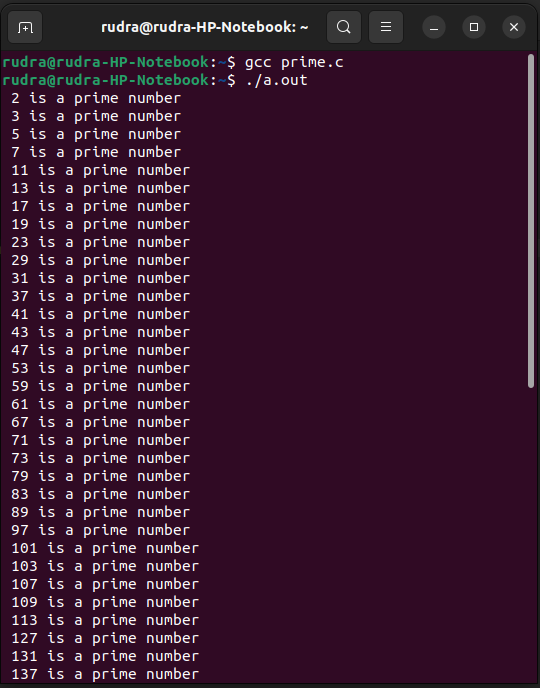 rudra@rudra-HP-Notebook: ~
rudra@rudra-HP-Notebook:~$ gcc prime.c
rudra@rudra-HP-Notebook:~$ ./a.out
2 is a prime number
3 is a prime number
5 is a prime number
7 is a prime number
11 is a prime number
13 is a prime number
17 is a prime number
19 is a prime number
23 is a prime number
29 is a prime number
31 is a prime number
37 is a prime number
41 is a prime number
43 is a prime number
47 is a prime number
53 is a prime number
59 is a prime number
61 is a prime number
67 is a prime number
71 is a prime number
73 is a prime number
79 is a prime number
83 is a prime number
89 is a prime number
97 is a prime number
101 is a prime number
103 is a prime number
107 is a prime number
109 is a prime number
113 is a prime number
127 is a prime number
131 is a prime number
137 is a prime number